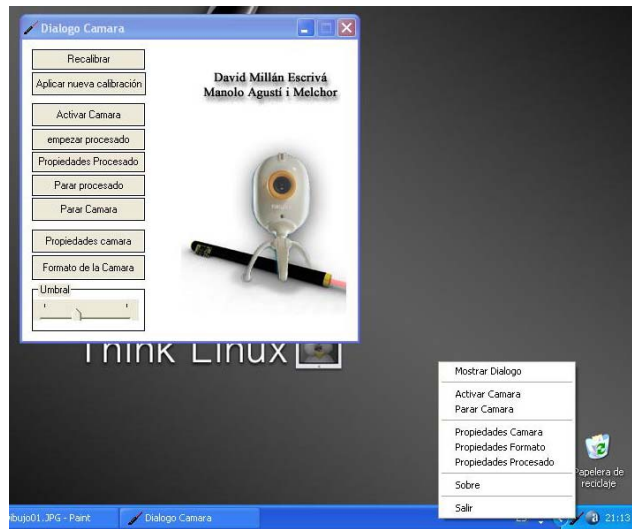 Dialogo Camara
Recalibrar
Aplicar nueva calibración
Activar Camara
empezar procesado
Propiedades Procesado
Parar procesado
Parar Camara
Propiedades camara
Formato de la Camara
Umbral
David Millán Escrivá
Manolo Agustí i Melchor
Think Linux
Mostrar Dialogo
Activar Camara
Parar Camara
Propiedades Camara
Propiedades Formato
Propiedades Procesado
Sobre
Salir
Papelera de
reciclaje
ibujo01.JPG - Paint
Dialogo Camara
21:13